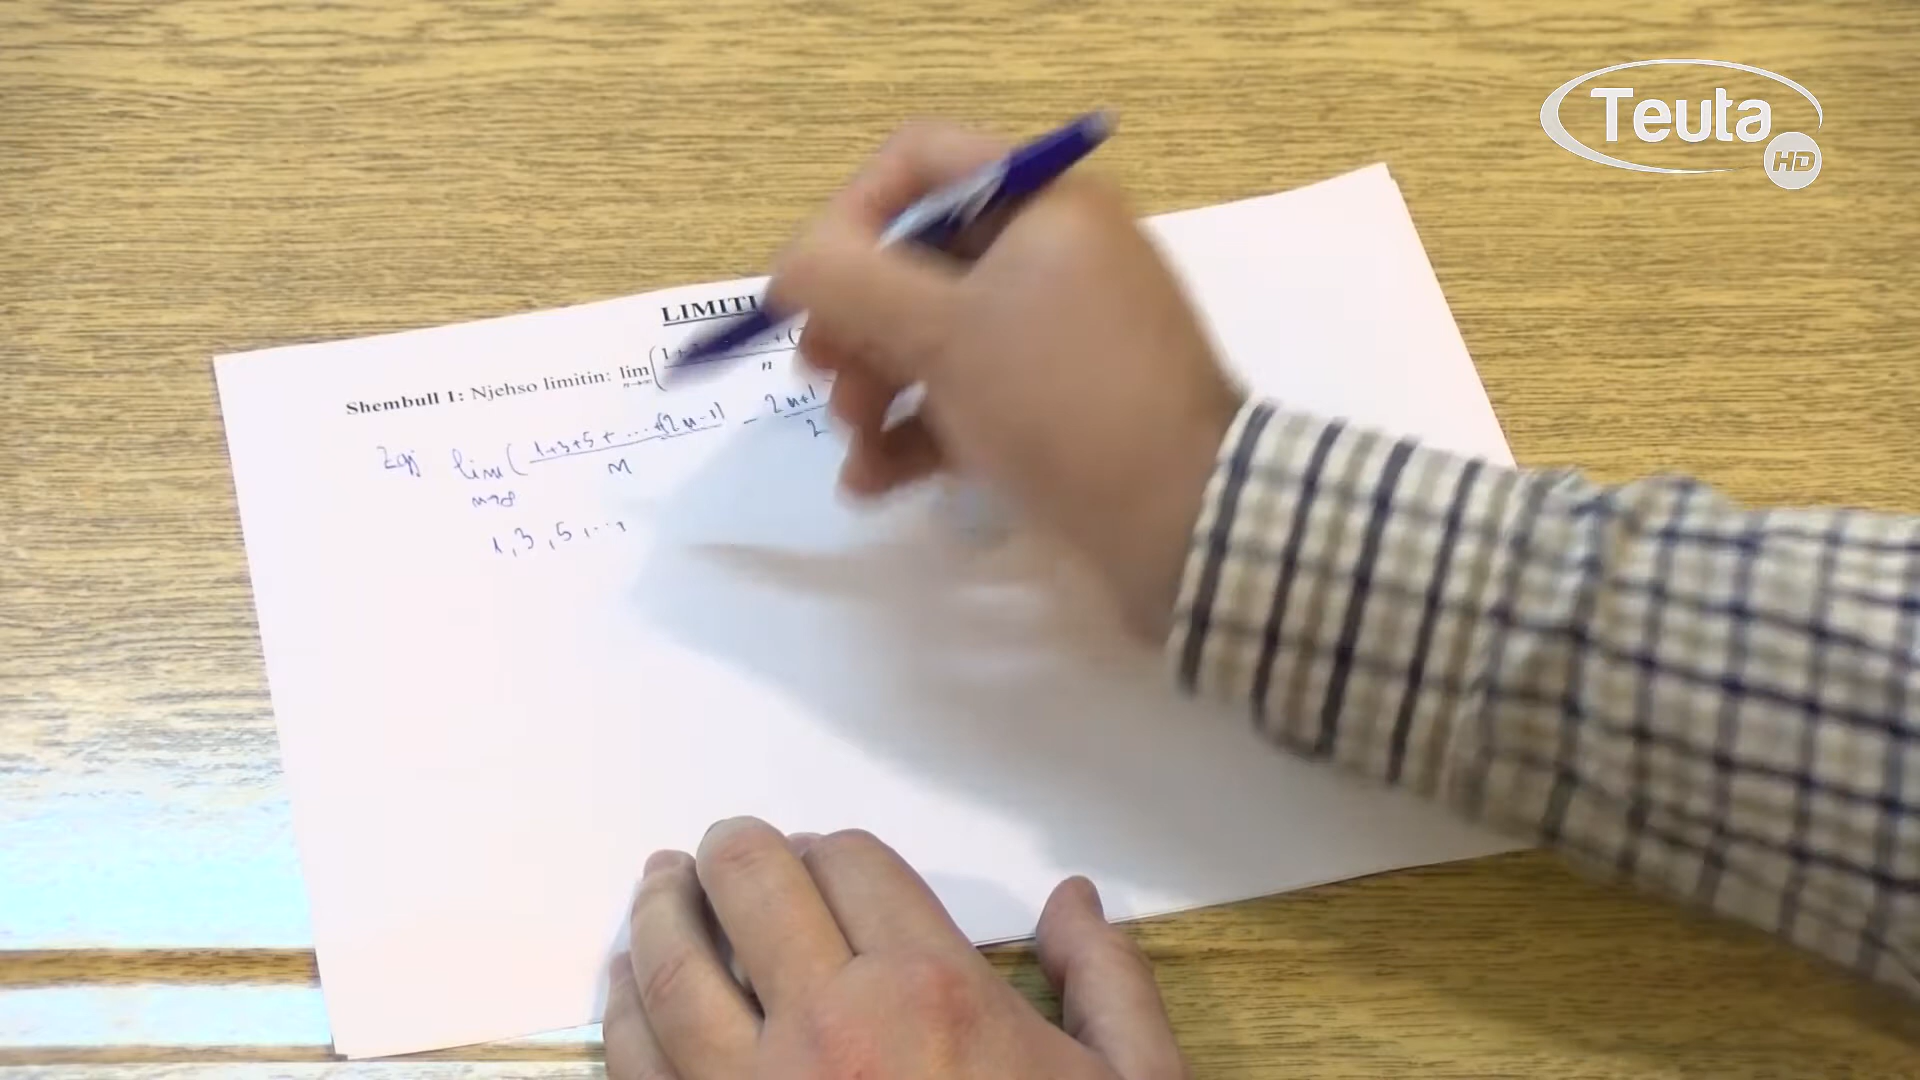 Teuta
HD
LIMITI
Shembull 1: Njehso limitin: lim n→∞ (
n
Zgj lim n→∞ ( 1+3+5+...+(2n-1) / n - 2n+1 / 2
1, 3, 5, ...,